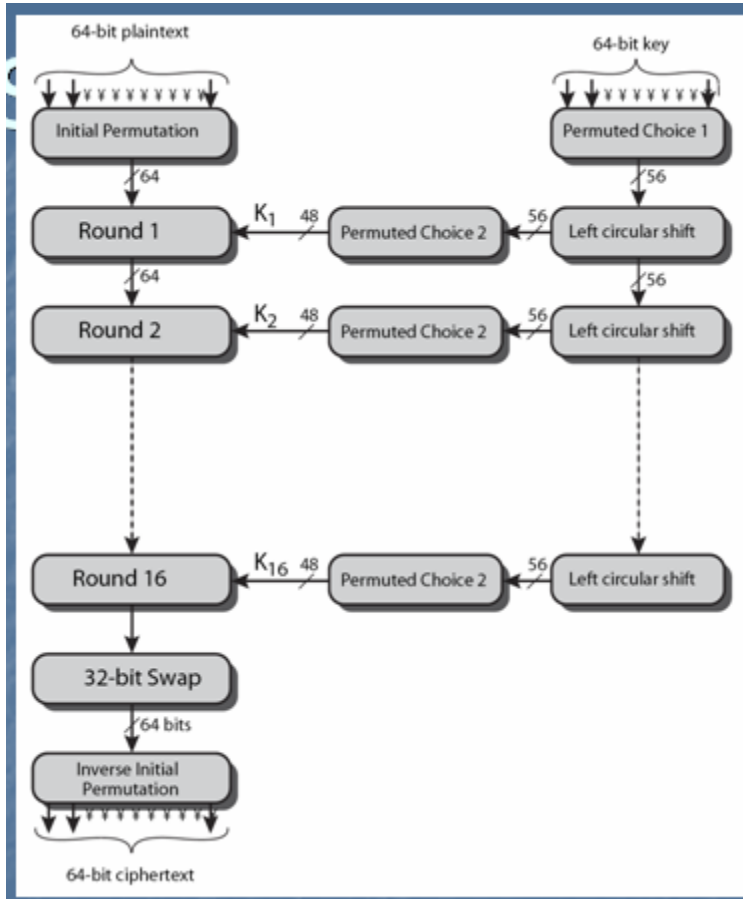 64-bit plaintext
64-bit key
Initial Permutation
Permuted Choice 1
64
56
Round 1
K1
48
Permuted Choice 2
56
Left circular shift
64
56
Round 2
K2
48
Permuted Choice 2
56
Left circular shift
Round 16
K16
48
Permuted Choice 2
56
Left circular shift
32-bit Swap
64 bits
Inverse Initial
Permutation
64-bit ciphertext